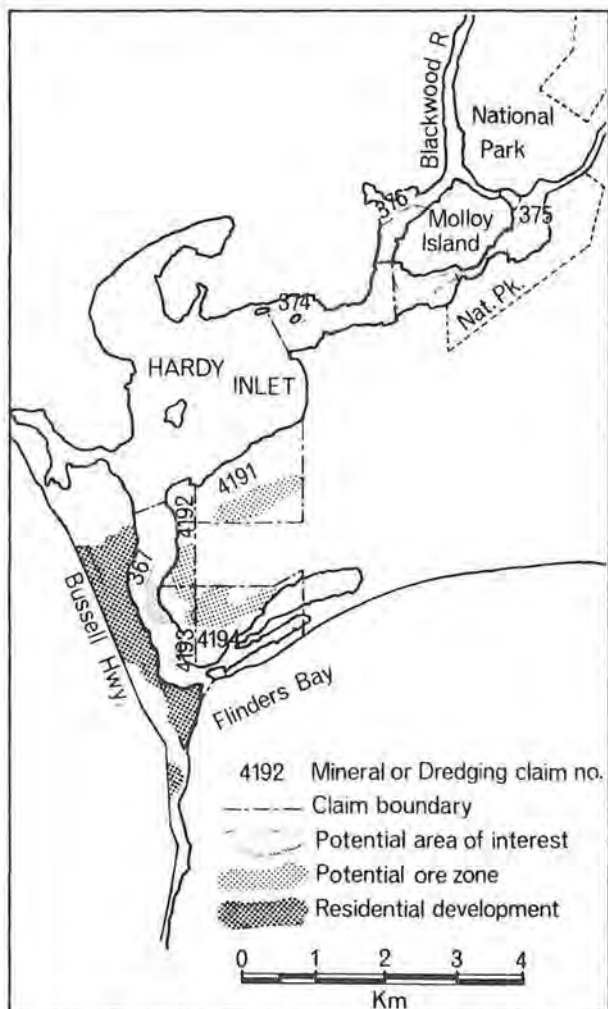 Blackwood R
National
Park
376
Molloy
Island
375
Nat. Pk.
374
HARDY
INLET
4191
4192
367
4193
4194
Bussell Hwy.
Flinders Bay
4192 Mineral or Dredging claim no.
Claim boundary
Potential area of interest
Potential ore zone
Residential development
0 1 2 3 4
Km